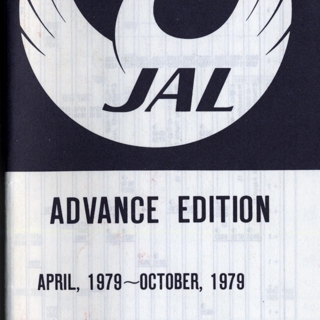 JAL
ADVANCE EDITION
APRIL, 1979~OCTOBER, 1979